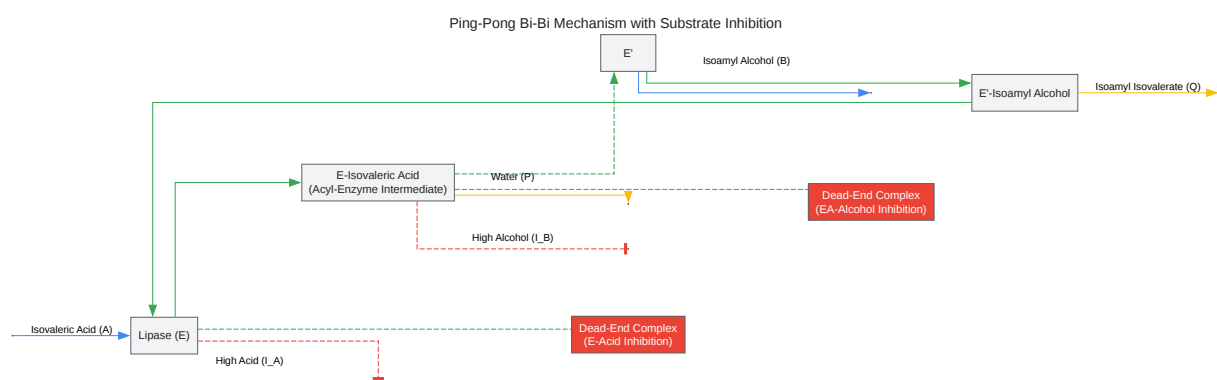 Ping-Pong Bi-Bi Mechanism with Substrate Inhibition
E'
Isoamyl Alcohol (B)
E'-Isoamyl Alcohol
Isoamyl Isovalerate (Q)
E-Isovaleric Acid
(Acyl-Enzyme Intermediate)
Water (P)
Dead-End Complex
(EA-Alcohol Inhibition)
High Alcohol (I_B)
Isovaleric Acid (A)
Lipase (E)
Dead-End Complex
(E-Acid Inhibition)
High Acid (I_A)